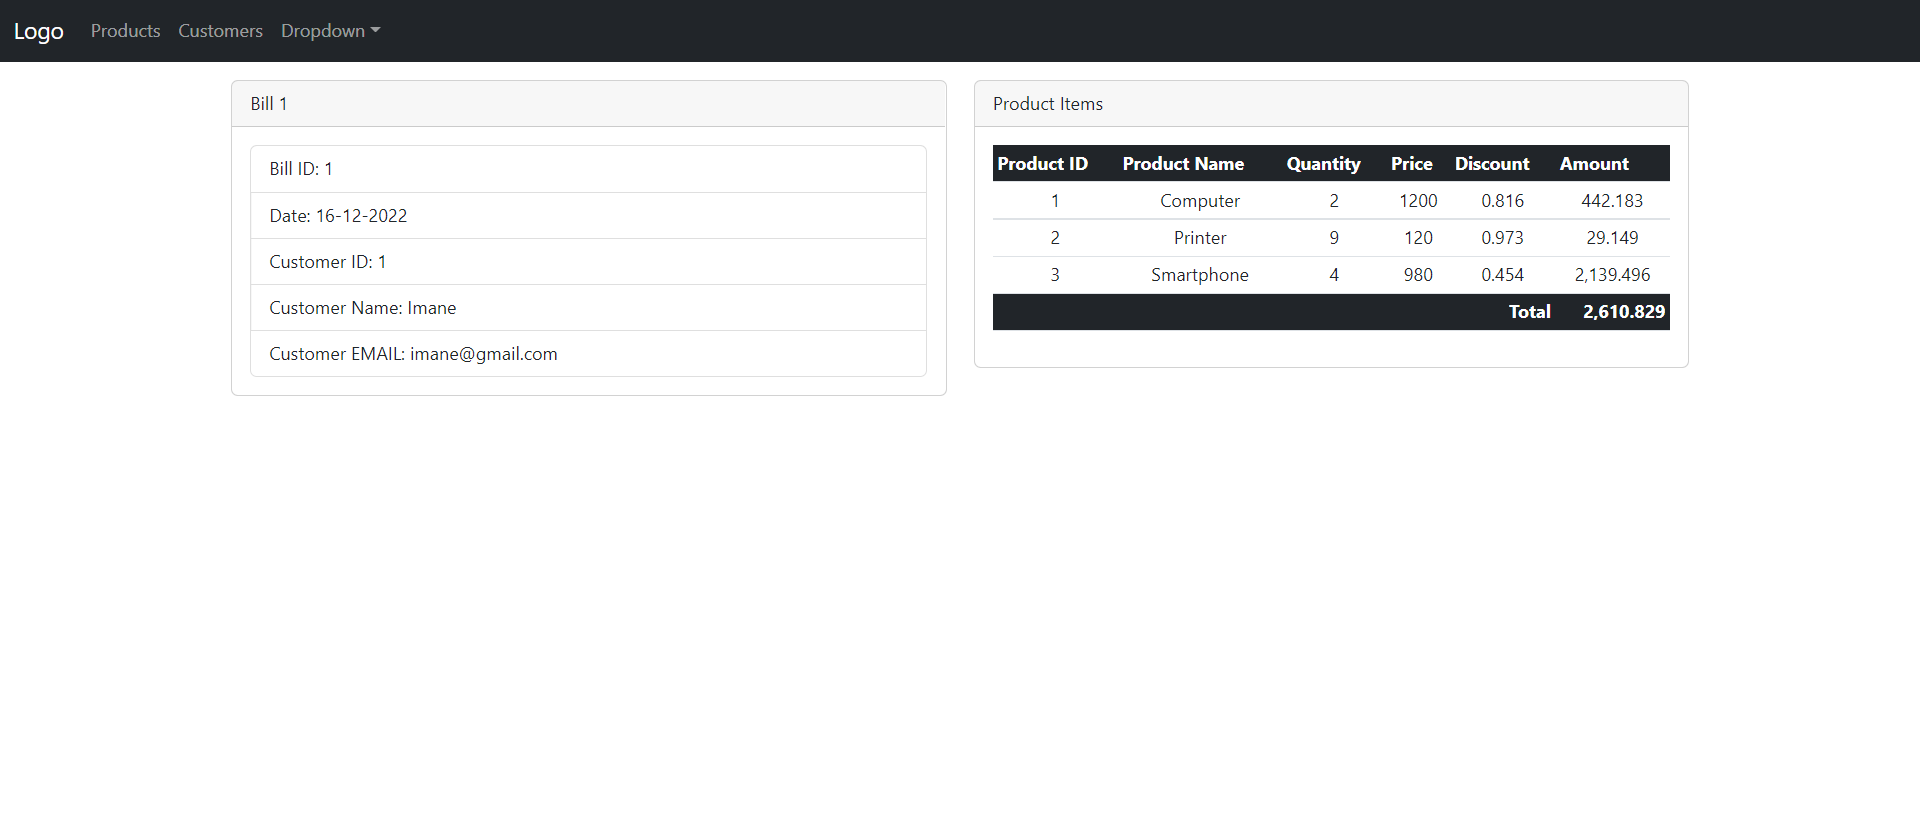 Logo Products Customers Dropdown
Bill 1
Bill ID: 1
Date: 16-12-2022
Customer ID: 1
Customer Name: Imane
Customer EMAIL: imane@gmail.com
Product Items
Product ID Product Name Quantity Price Discount Amount
1 Computer 2 1200 0.816 442.183
2 Printer 9 120 0.973 29.149
3 Smartphone 4 980 0.454 2,139.496
Total 2,610.829